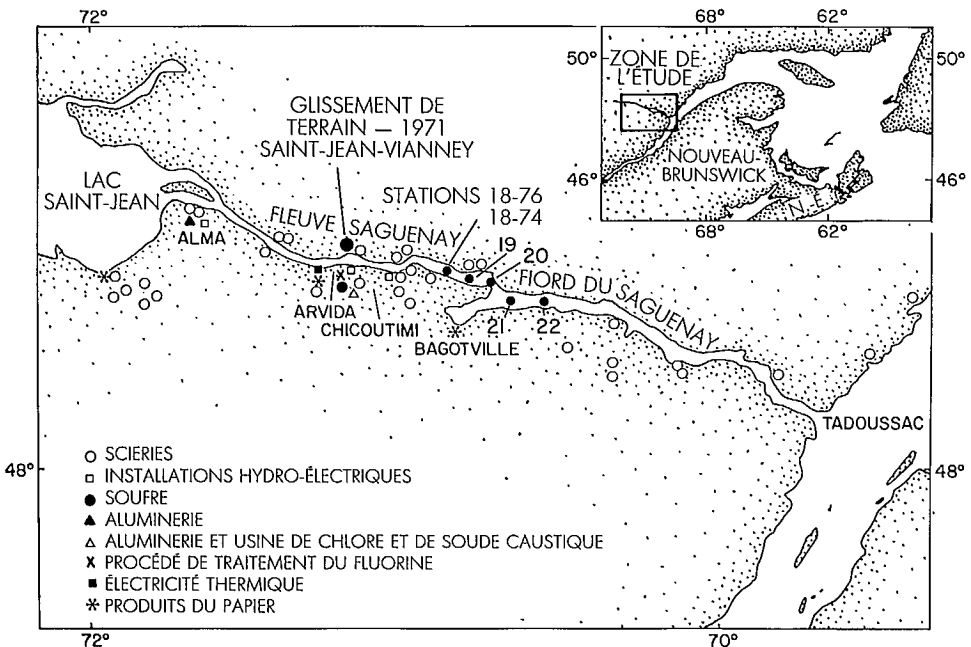 72°
68°
62°
50°
50°
ZONE DE
L'ÉTUDE
NOUVEAU-
BRUNSWICK
N.-É.
46°
46°
68°
62°
GLISSEMENT DE
TERRAIN — 1971
SAINT-JEAN-VIANNEY
LAC
SAINT-JEAN
STATIONS 18-76
18-74
19
20
FLEUVE SAGUENAY
FIORD DU SAGUENAY
ALMA
ARVIDA
CHICOUTIMI
BAGOTVILLE
21
22
TADOUSSAC
48°
48°
SCIERIES
INSTALLATIONS HYDRO-ÉLECTRIQUES
SOUFRE
ALUMINERIE
ALUMINERIE ET USINE DE CHLORE ET DE SOUDE CAUSTIQUE
PROCÉDÉ DE TRAITEMENT DU FLUORINE
ÉLECTRICITÉ THERMIQUE
PRODUITS DU PAPIER
72°
70°